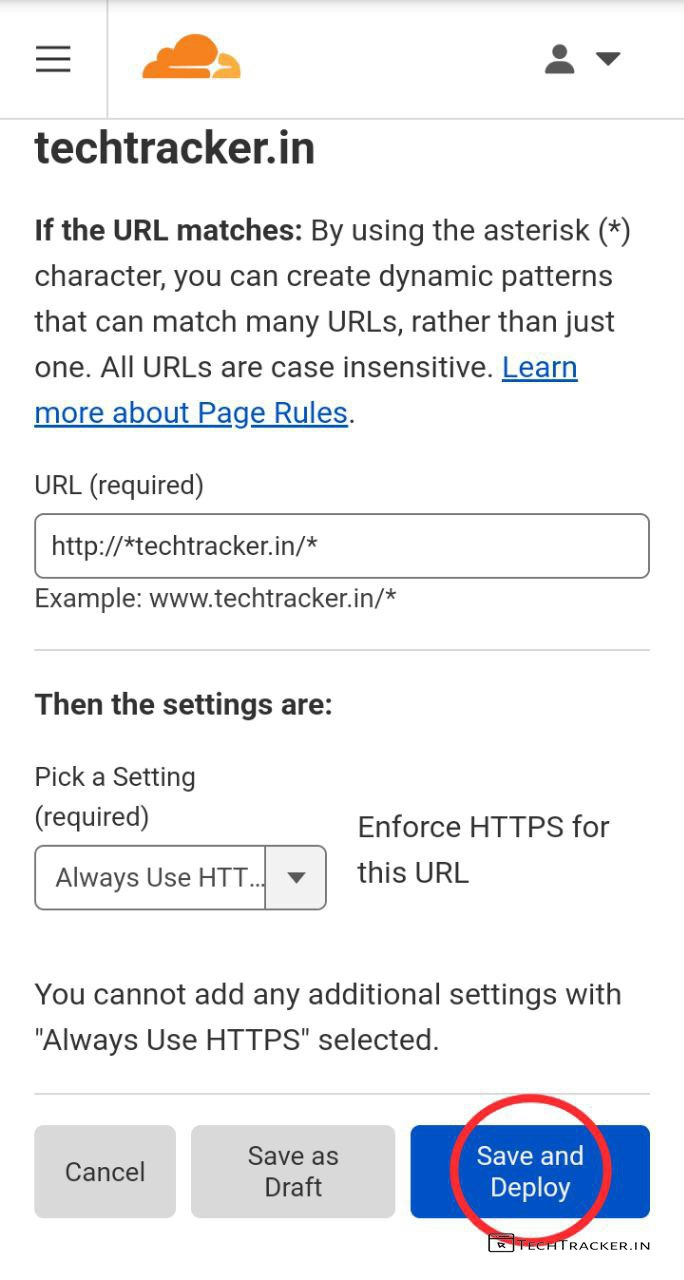 techtracker.in
If the URL matches: By using the asterisk (*)
character, you can create dynamic patterns
that can match many URLs, rather than just
one. All URLs are case insensitive. Learn
more about Page Rules.
URL (required)
http://*techtracker.in/*
Example: www.techtracker.in/*
Then the settings are:
Pick a Setting
(required)
Always Use HTT...
Enforce HTTPS for
this URL
You cannot add any additional settings with
"Always Use HTTPS" selected.
Cancel
Save as
Draft
Save and
Deploy
TECHTRACKER.IN